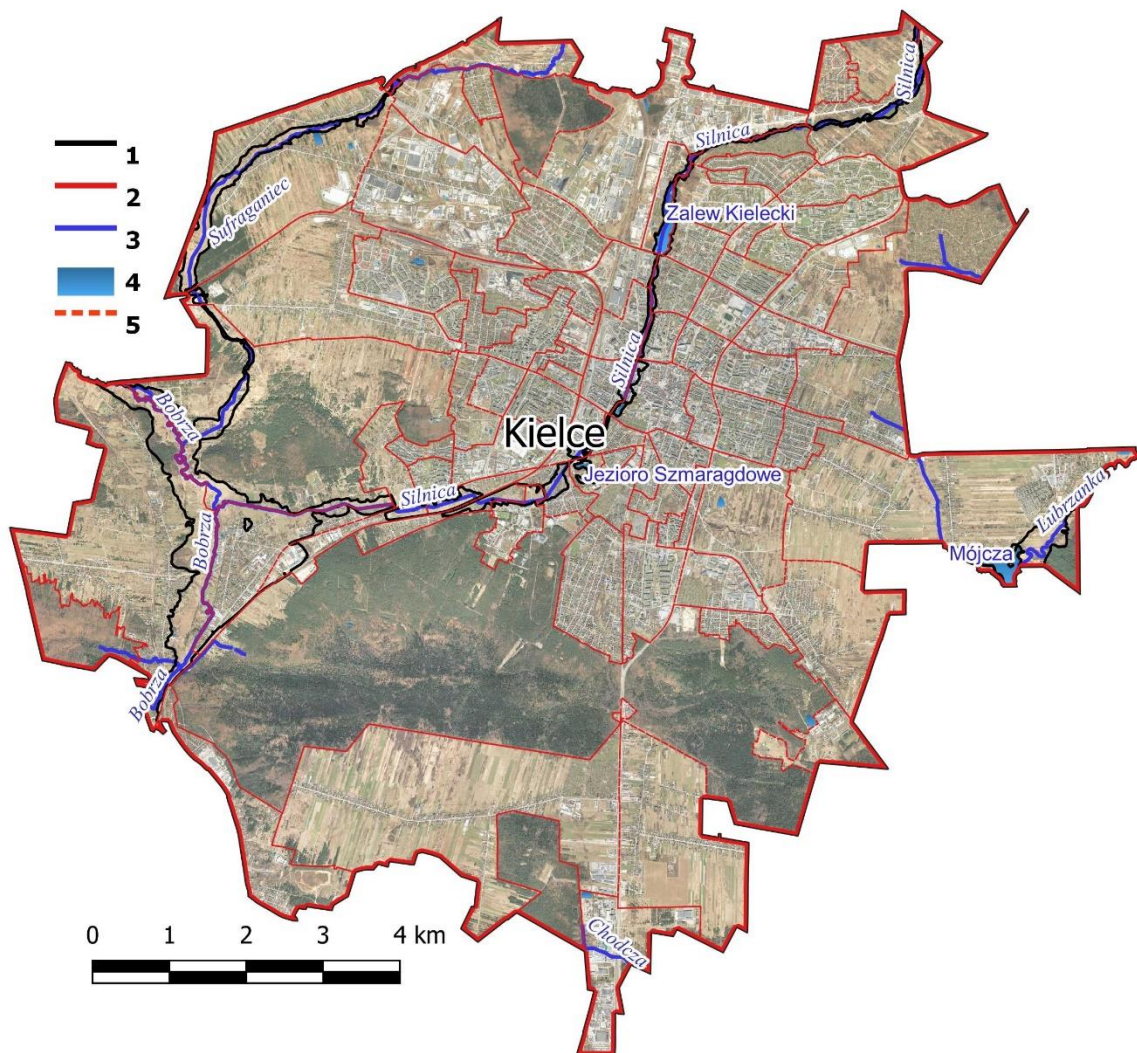 Silnica
Silnica
1
2
3
4
5
Sufraganiec
Zalew Kielecki
Silnica
Bobrza
Kielce
Jezioro Szmaragdowe
Silnica
Lubrzanka
Bobrza
Mójcza
Bobrza
Chodcza
0 1 2 3 4 km